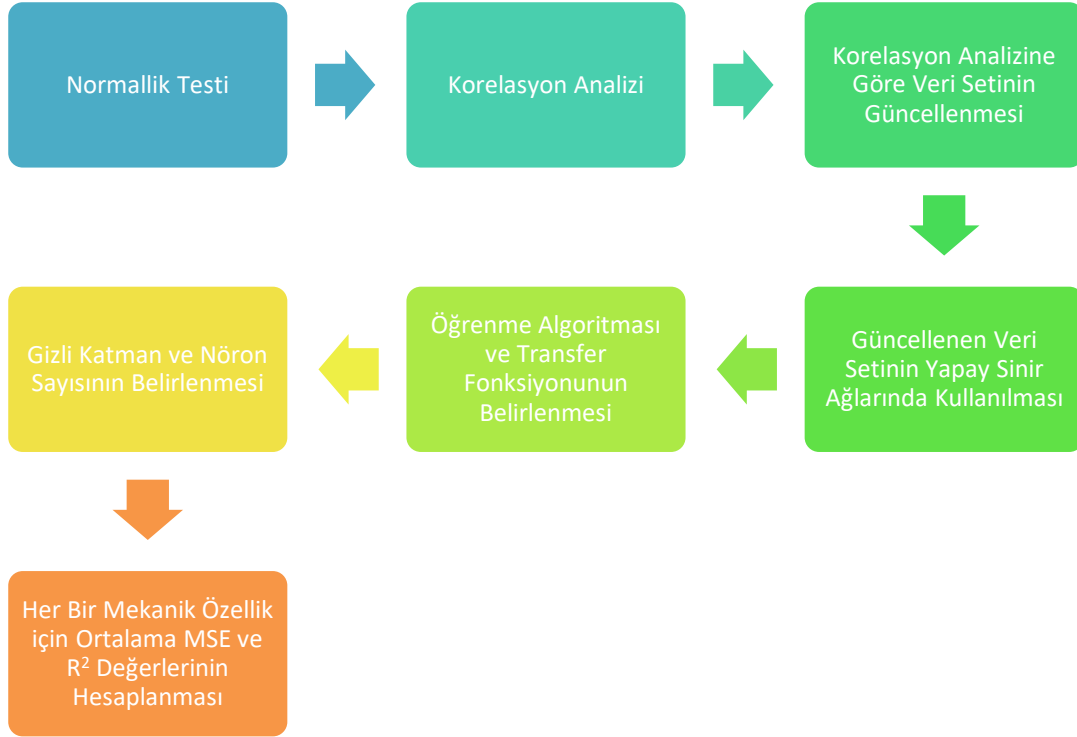 Normallik Testi
Korelasyon Analizi
Korelasyon Analizine
Göre Veri Setinin
Güncellenmesi
Güncellenen Veri
Setinin Yapay Sinir
Ağlarında Kullanılması
Öğrenme Algoritması
ve Transfer
Fonksiyonunun
Belirlenmesi
Gizli Katman ve Nöron
Sayısının Belirlenmesi
Her Bir Mekanik Özellik
için Ortalama MSE ve
R² Değerlerinin
Hesaplanması